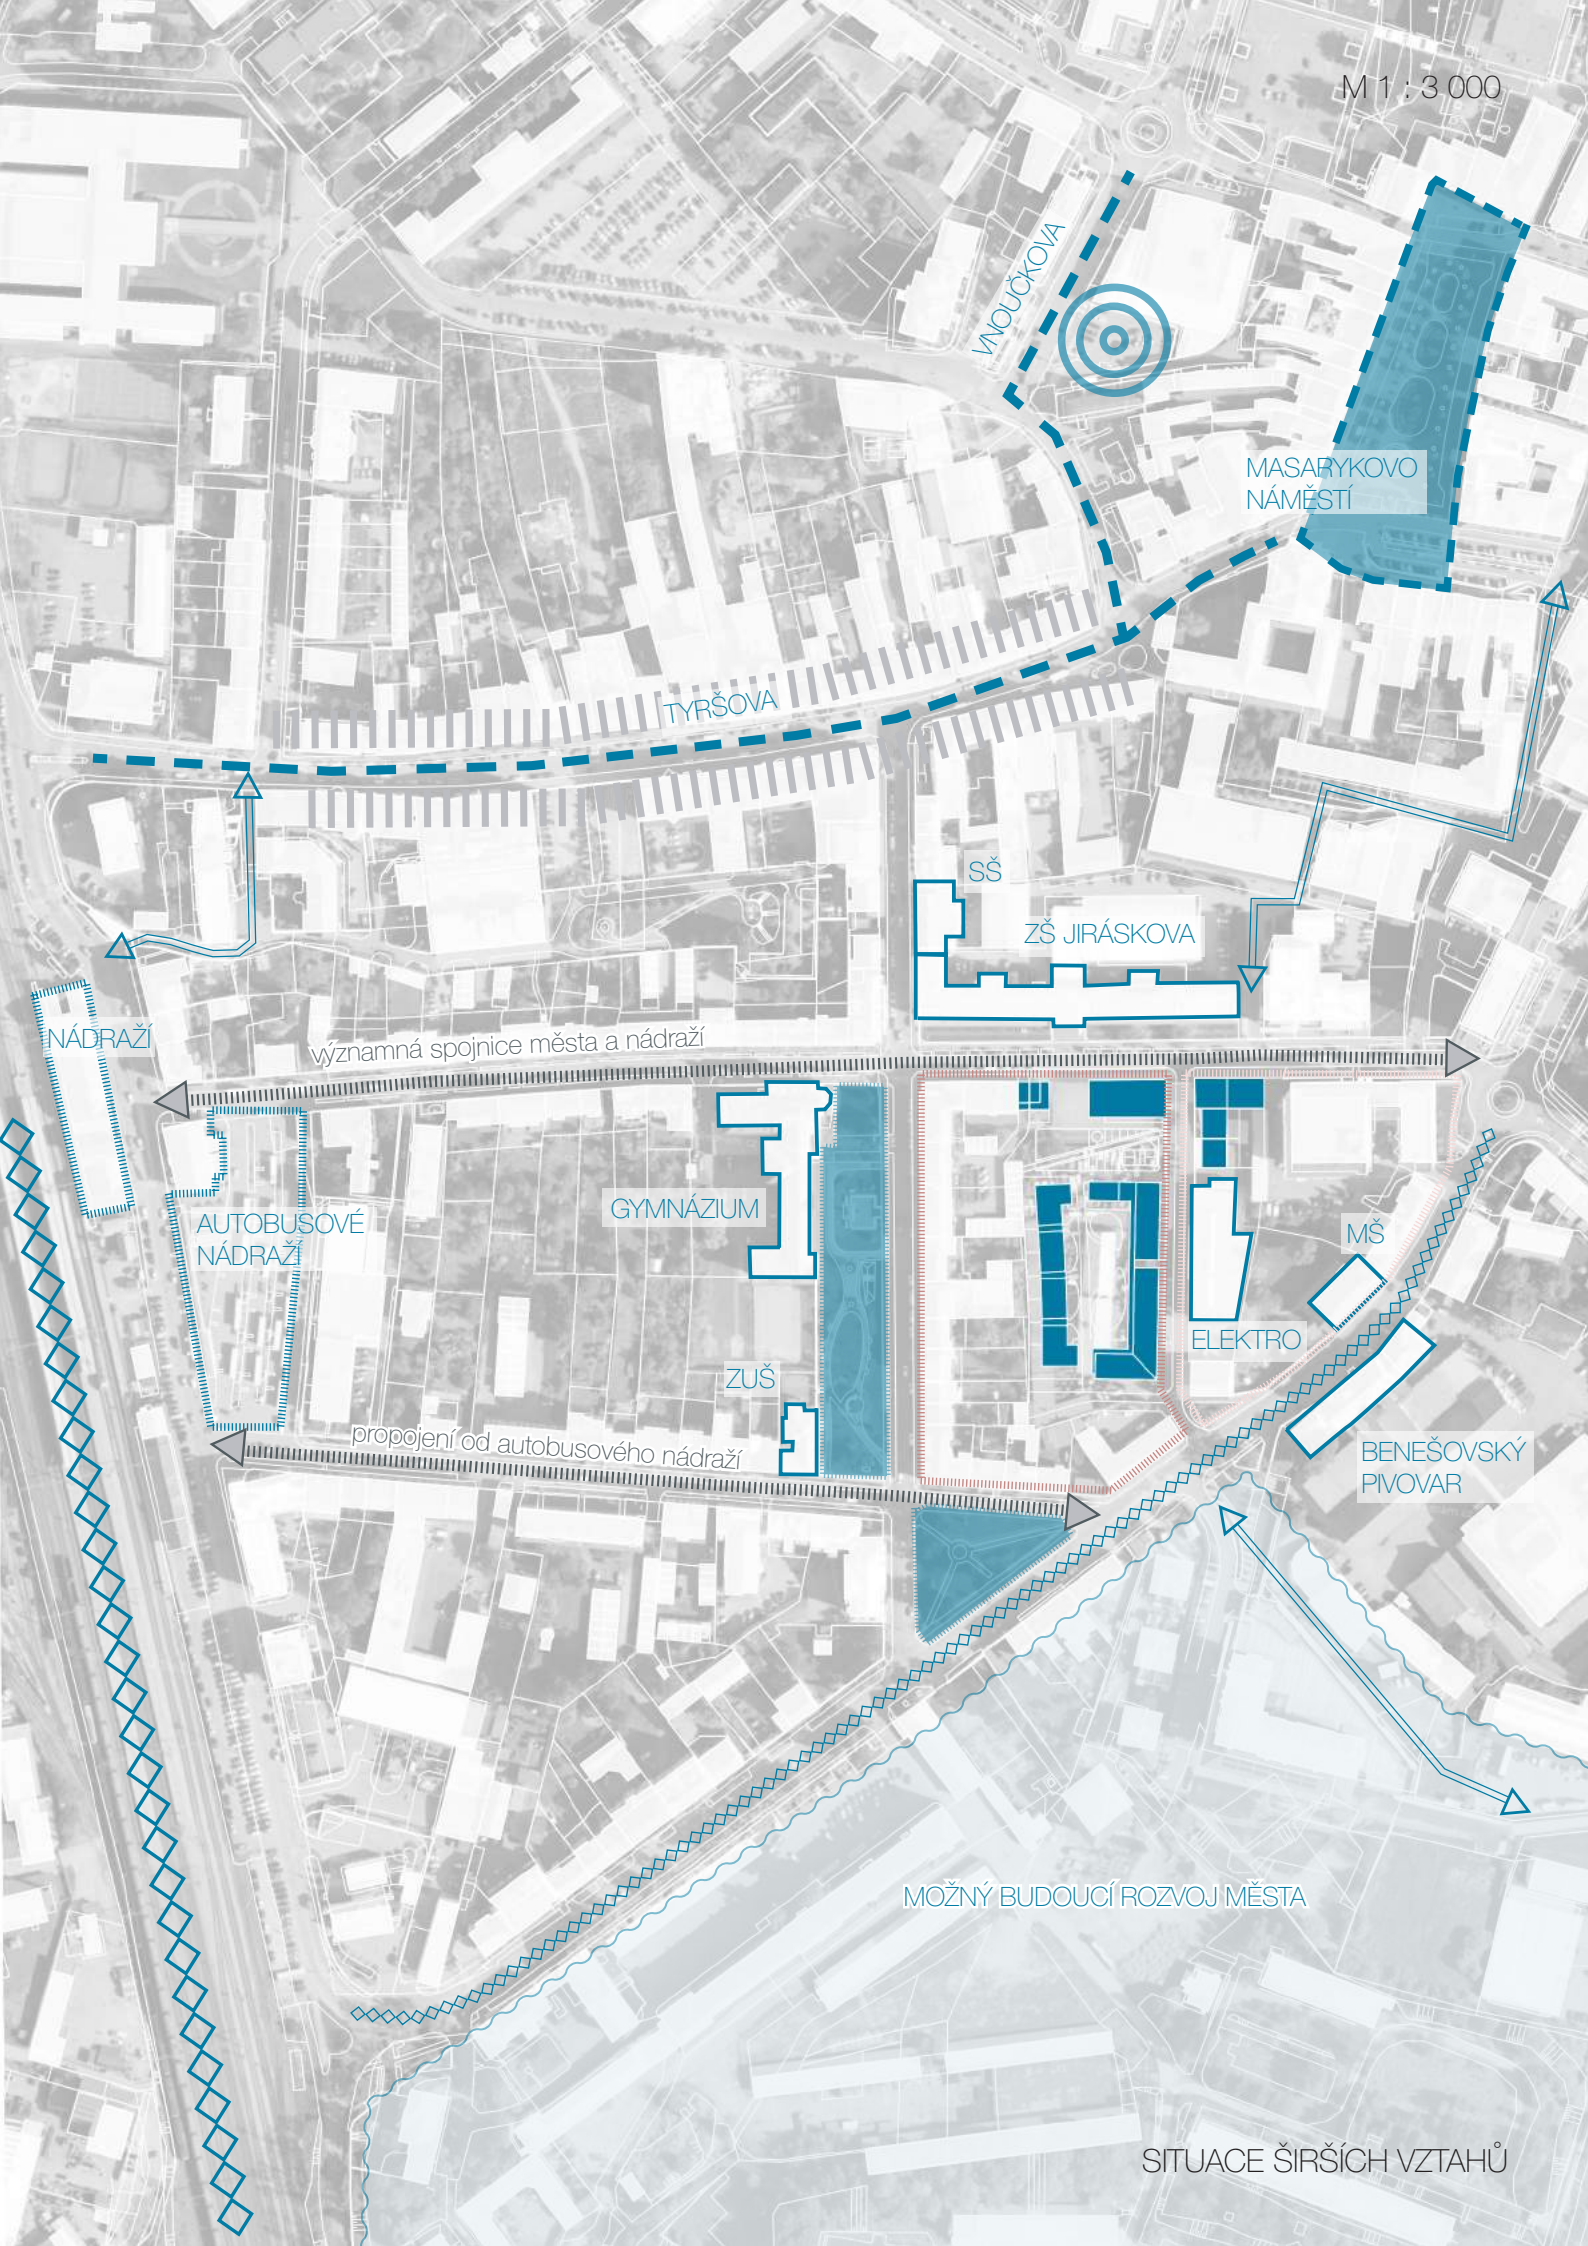 M 1 : 3 000
VNOUČKOVA
MASARYKOVO
NÁMĚSTÍ
TYRŠOVA
SŠ
ZŠ JIRÁSKOVA
NÁDRAŽÍ
významná spojnice města a nádraží
GYMNÁZIUM
AUTOBUSOVÉ
NÁDRAŽÍ
MŠ
ELEKTRO
ZUŠ
propojení od autobusového nádraží
BENEŠOVSKÝ
PIVOVAR
MOŽNÝ BUDOUCÍ ROZVOJ MĚSTA
SITUACE ŠIRŠÍCH VZTAHŮ